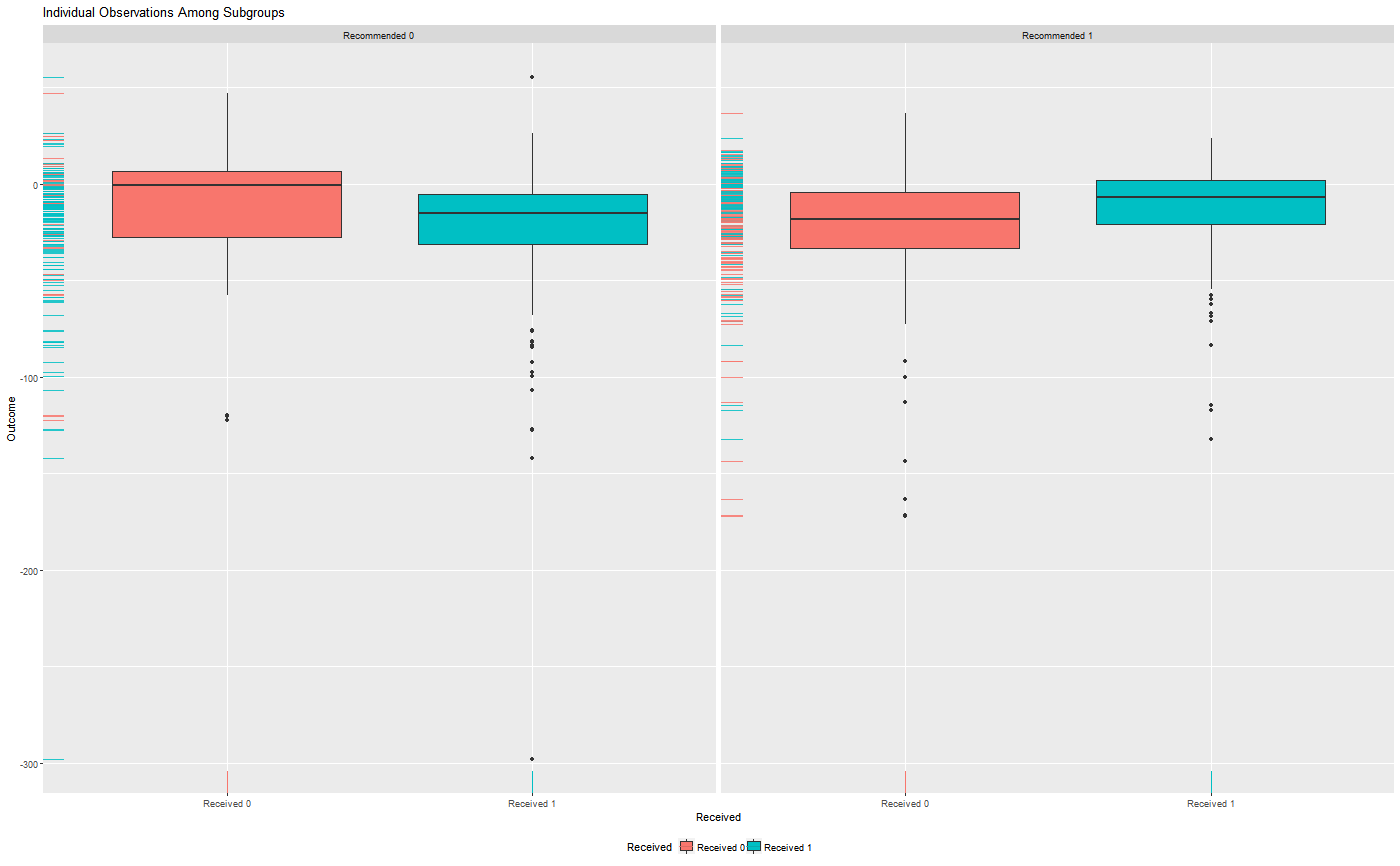 Individual Observations Among Subgroups
Recommended 0
Recommended 1
0
-100
-200
-300
Outcome
Received 0
Received 1
Received 0
Received 1
Received
Received Received 0 Received 1